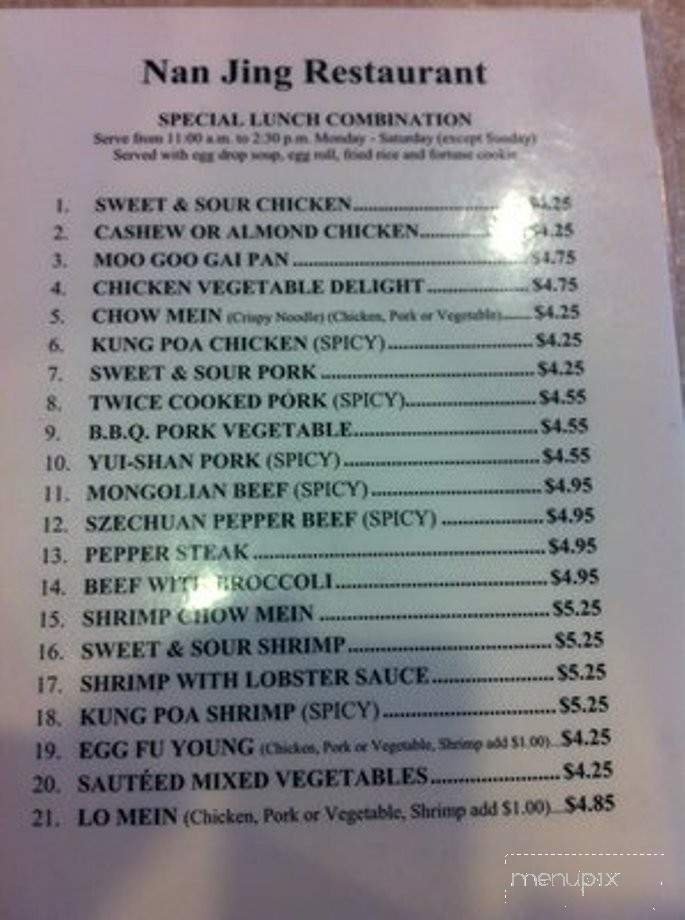 Nan Jing Restaurant
SPECIAL LUNCH COMBINATION
Serve from 11:00 a.m. to 2:30 p.m. Monday - Saturday (except Sunday)
Served with egg drop soup, egg roll, fried rice and fortune cookie
1. SWEET & SOUR CHICKEN....................$4.25
2. CASHEW OR ALMOND CHICKEN....................$4.25
3. MOO GOO GAI PAN....................$4.75
4. CHICKEN VEGETABLE DELIGHT....................$4.75
5. CHOW MEIN (Crispy Noodle) (Chicken, Pork or Vegetable)........$4.25
6. KUNG POA CHICKEN (SPICY)....................$4.25
7. SWEET & SOUR PORK....................$4.25
8. TWICE COOKED PORK (SPICY)....................$4.55
9. B.B.Q. PORK VEGETABLE....................$4.55
10. YUI-SHAN PORK (SPICY)....................$4.55
11. MONGOLIAN BEEF (SPICY)....................$4.95
12. SZECHUAN PEPPER BEEF (SPICY)....................$4.95
13. PEPPER STEAK....................$4.95
14. BEEF WITH BROCCOLI....................$4.95
15. SHRIMP CHOW MEIN....................$5.25
16. SWEET & SOUR SHRIMP....................$5.25
17. SHRIMP WITH LOBSTER SAUCE....................$5.25
18. KUNG POA SHRIMP (SPICY)....................$5.25
19. EGG FU YOUNG (Chicken, Pork or Vegetable, Shrimp add $1.00)...$4.25
20. SAUTÉED MIXED VEGETABLES....................$4.25
21. LO MEIN (Chicken, Pork or Vegetable, Shrimp add $1.00)...$4.85
menupix